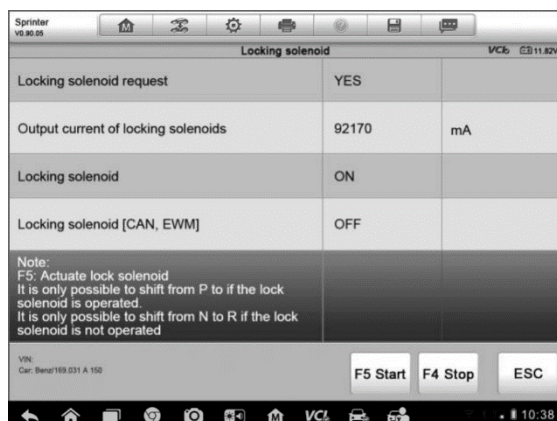 Sprinter
V0.90.05
Locking solenoid
VCI 11.82V
Locking solenoid request YES
Output current of locking solenoids 92170 mA
Locking solenoid ON
Locking solenoid [CAN, EWM] OFF
Note:
F5: Actuate lock solenoid
It is only possible to shift from P to if the lock
solenoid is operated.
It is only possible to shift from N to R if the lock
solenoid is not operated
VIN:
Car: Benz/169.031 A 150
F5 Start F4 Stop ESC
VCI 10:38